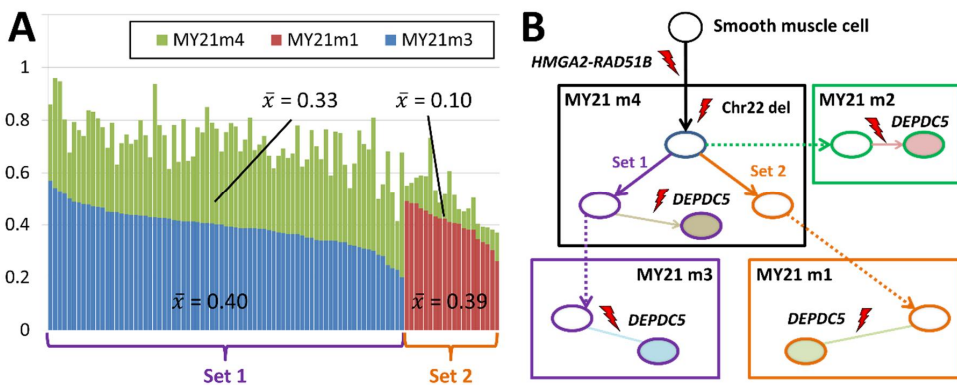 A
MY21m4 MY21m1 MY21m3
1
0.8
0.6
0.4
0.2
0
x̄ = 0.33
x̄ = 0.10
x̄ = 0.40
x̄ = 0.39
Set 1
Set 2
B
Smooth muscle cell
HMGA2-RAD51B
MY21 m4
Chr22 del
Set 1
Set 2
DEPDC5
MY21 m2
DEPDC5
MY21 m3
DEPDC5
MY21 m1
DEPDC5